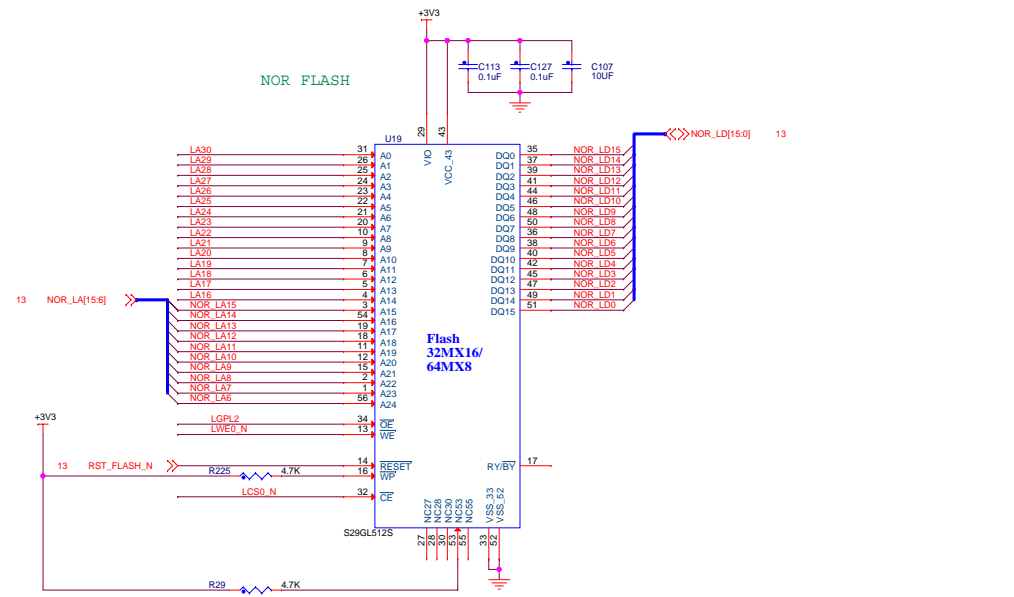 +3V3
C113
0.1uF
C127
0.1uF
C107
10UF
NOR FLASH
U19
29
43
VIO
VCC_43
NOR_LD[15:0] 13
LA30 31 A0 DQ0 35 NOR_LD15
LA29 26 A1 DQ1 37 NOR_LD14
LA28 25 A2 DQ2 39 NOR_LD13
LA27 24 A3 DQ3 41 NOR_LD12
LA26 23 A4 DQ4 44 NOR_LD11
LA25 22 A5 DQ5 46 NOR_LD10
LA24 21 A6 DQ6 48 NOR_LD9
LA23 20 A7 DQ7 50 NOR_LD8
LA22 10 A8 DQ8 36 NOR_LD7
LA21 9 A9 DQ9 38 NOR_LD6
LA20 8 A10 DQ10 40 NOR_LD5
LA19 7 A11 DQ11 42 NOR_LD4
LA18 6 A12 DQ12 45 NOR_LD3
LA17 5 A13 DQ13 47 NOR_LD2
LA16 4 A14 DQ14 49 NOR_LD1
13 NOR_LA[15:6]
NOR_LA15 3 A15 DQ15 51 NOR_LD0
NOR_LA14 54 A16
NOR_LA13 19 A17
NOR_LA12 18 A18
NOR_LA11 11 A19
NOR_LA10 12 A20
NOR_LA9 15 A21
NOR_LA8 2 A22
NOR_LA7 1 A23
NOR_LA6 56 A24
Flash
32MX16/
64MX8
+3V3
LGPL2 34 OE
LWE0_N 13 WE
13 RST_FLASH_N 14 RESET RY/BY 17
R225 4.7K 16 WP
LCS0_N 32 CE
NC27
NC28
NC30
NC53
NC55
VSS_33
VSS_52
S29GL512S
27
28
30
53
55
33
52
R29 4.7K